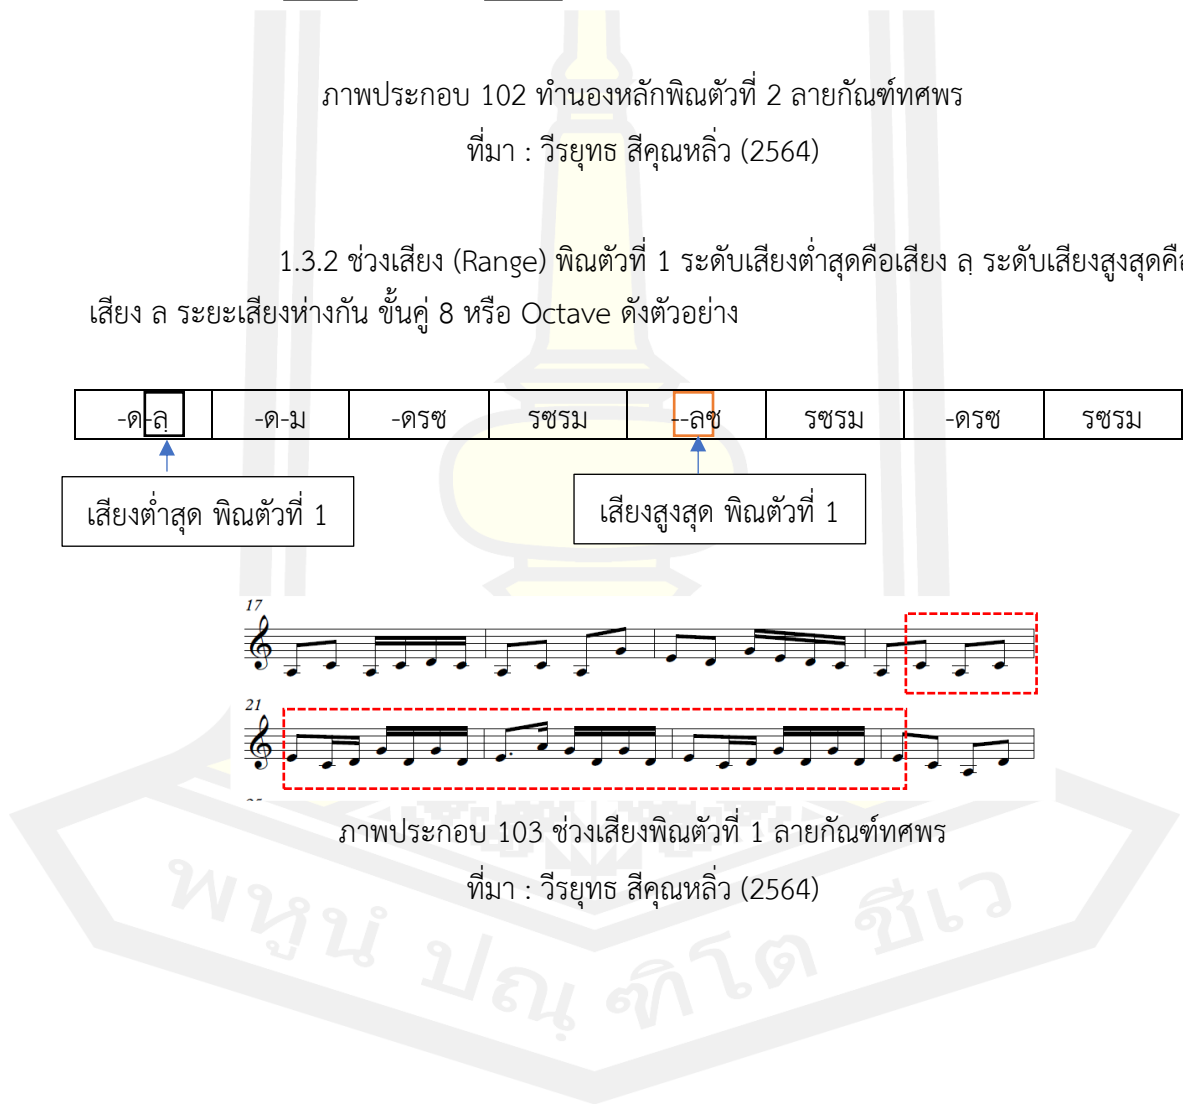 ภาพประกอบ 102 ทำนองหลักพิณตัวที่ 2 ลายกัณฑ์ทศพร
ที่มา : วีรยุทธ สีคุณหลิ่ว (2564)
1.3.2 ช่วงเสียง (Range) พิณตัวที่ 1 ระดับเสียงต่ำสุดคือเสียง ลฺ ระดับเสียงสูงสุดคือ
เสียง ล ระยะเสียงห่างกัน ขั้นคู่ 8 หรือ Octave ดังตัวอย่าง
-ด-ลฺ -ด-ม -ดรซ รซรม --ลซ รซรม -ดรซ รซรม
เสียงต่ำสุด พิณตัวที่ 1 เสียงสูงสุด พิณตัวที่ 1
17
21
ภาพประกอบ 103 ช่วงเสียงพิณตัวที่ 1 ลายกัณฑ์ทศพร
ที่มา : วีรยุทธ สีคุณหลิ่ว (2564)
พหูนํ ปณฺฑิโต ชีเว